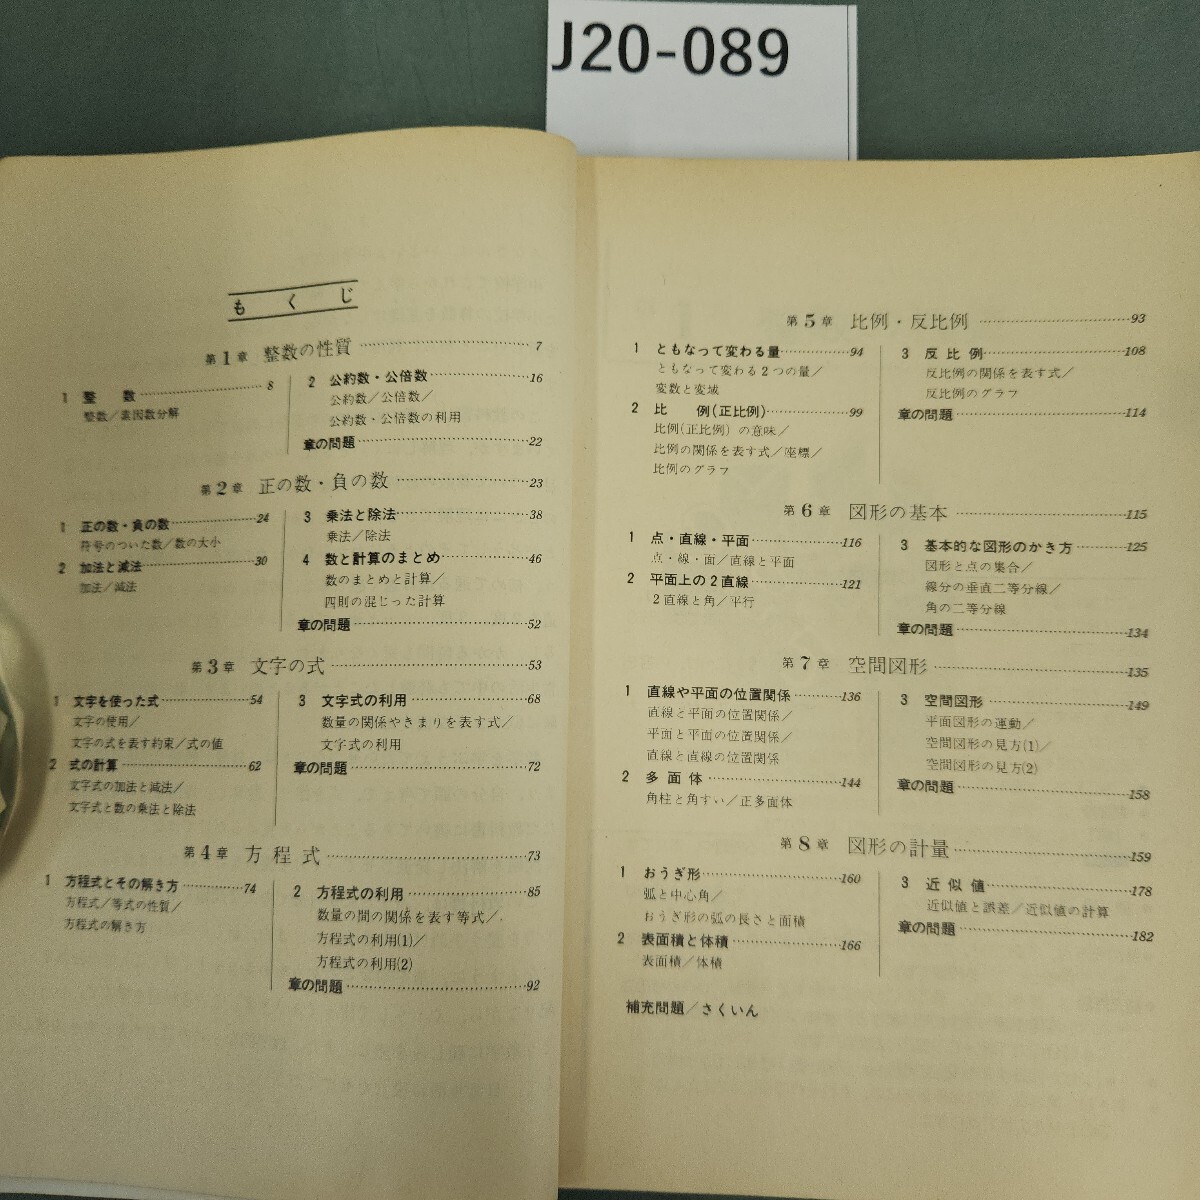 J20-089
もくじ
第1章 整数の性質 7
1 整数 8
整数/素因数分解
2 公約数・公倍数 16
公約数/公倍数/
公約数・公倍数の利用
章の問題 22
第2章 正の数・負の数 23
1 正の数・負の数 24
符号のついた数/数の大小
2 加法と減法 30
加法/減法
3 乗法と除法 38
乗法/除法
4 数と計算のまとめ 46
数のまとめと計算/
四則の混じった計算
章の問題 52
第3章 文字の式 53
1 文字を使った式 54
文字の使用/
文字の式を表す約束/式の値
2 式の計算 62
文字式の加法と減法/
文字式と数の乗法と除法
3 文字式の利用 68
数量の関係やきまりを表す式/
文字式の利用
章の問題 72
第4章 方程式 73
1 方程式とその解き方 74
方程式/等式の性質/
方程式の解き方
2 方程式の利用 85
数量の間の関係を表す等式/
方程式の利用(1)/
方程式の利用(2)
章の問題 92
第5章 比例・反比例 93
1 ともなって変わる量 94
ともなって変わる2つの量/
変数と変域
2 比例(正比例) 99
比例(正比例)の意味/
比例の関係を表す式/座標/
比例のグラフ
3 反比例 108
反比例の関係を表す式/
反比例のグラフ
章の問題 114
第6章 図形の基本 115
1 点・直線・平面 116
点・線・面/直線と平面
2 平面上の2直線 121
2直線と角/平行
3 基本的な図形のかき方 125
図形と点の集合/
線分の垂直二等分線/
角の二等分線
章の問題 134
第7章 空間図形 135
1 直線や平面の位置関係 136
直線と平面の位置関係/
平面と平面の位置関係/
直線と直線の位置関係
2 多面体 144
角柱と角すい/正多面体
3 空間図形 149
平面図形の運動/
空間図形の見方(1)/
空間図形の見方(2)
章の問題 158
第8章 図形の計量 159
1 おうぎ形 160
弧と中心角/
おうぎ形の弧の長さと面積
2 表面積と体積 166
表面積/体積
3 近似値 178
近似値と誤差/近似値の計算
章の問題 182
補充問題/さくいん